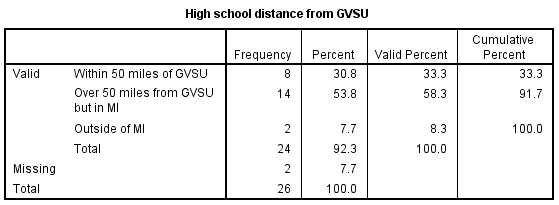 High school distance from GVSU
Frequency Percent Valid Percent Cumulative Percent
Valid Within 50 miles of GVSU 8 30.8 33.3 33.3
Over 50 miles from GVSU but in MI 14 53.8 58.3 91.7
Outside of MI 2 7.7 8.3 100.0
Total 24 92.3 100.0
Missing 2 7.7
Total 26 100.0